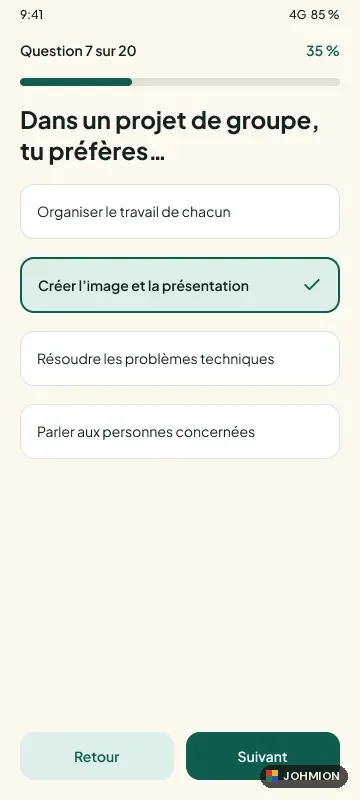 9:41
4G 85 %
Question 7 sur 20
35 %
Dans un projet de groupe,
tu préfères…
Organiser le travail de chacun
Créer l’image et la présentation
Résoudre les problèmes techniques
Parler aux personnes concernées
Retour
Suivant
JOHMION